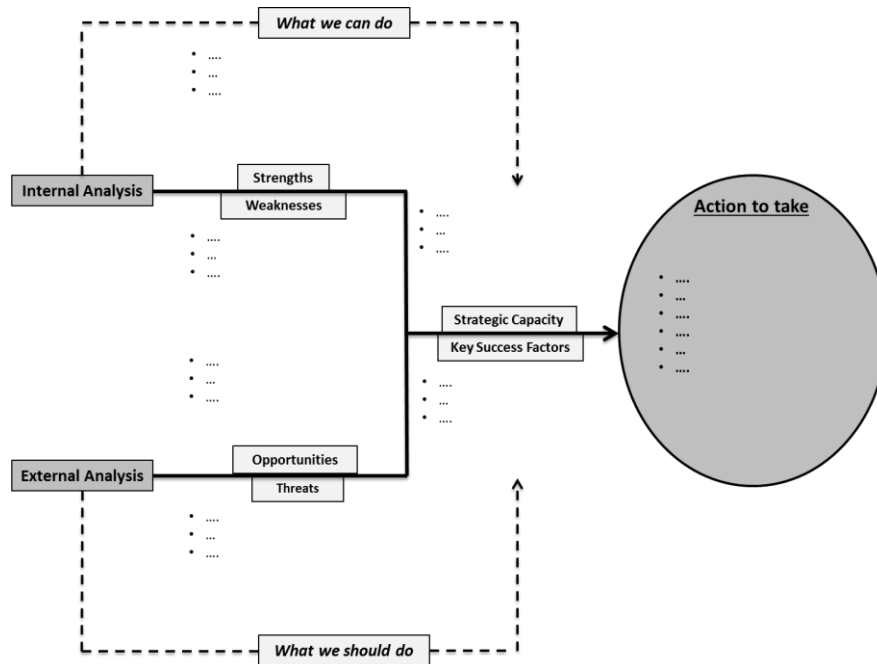 What we can do
• ....
• ...
• ....
Internal Analysis
Strengths
Weaknesses
• ....
• ...
• ....
• ....
• ...
• ....
Action to take
• ....
• ...
• ....
• ....
• ...
• ....
Strategic Capacity
Key Success Factors
• ....
• ...
• ....
• ....
• ...
• ....
External Analysis
Opportunities
Threats
• ....
• ...
• ....
What we should do